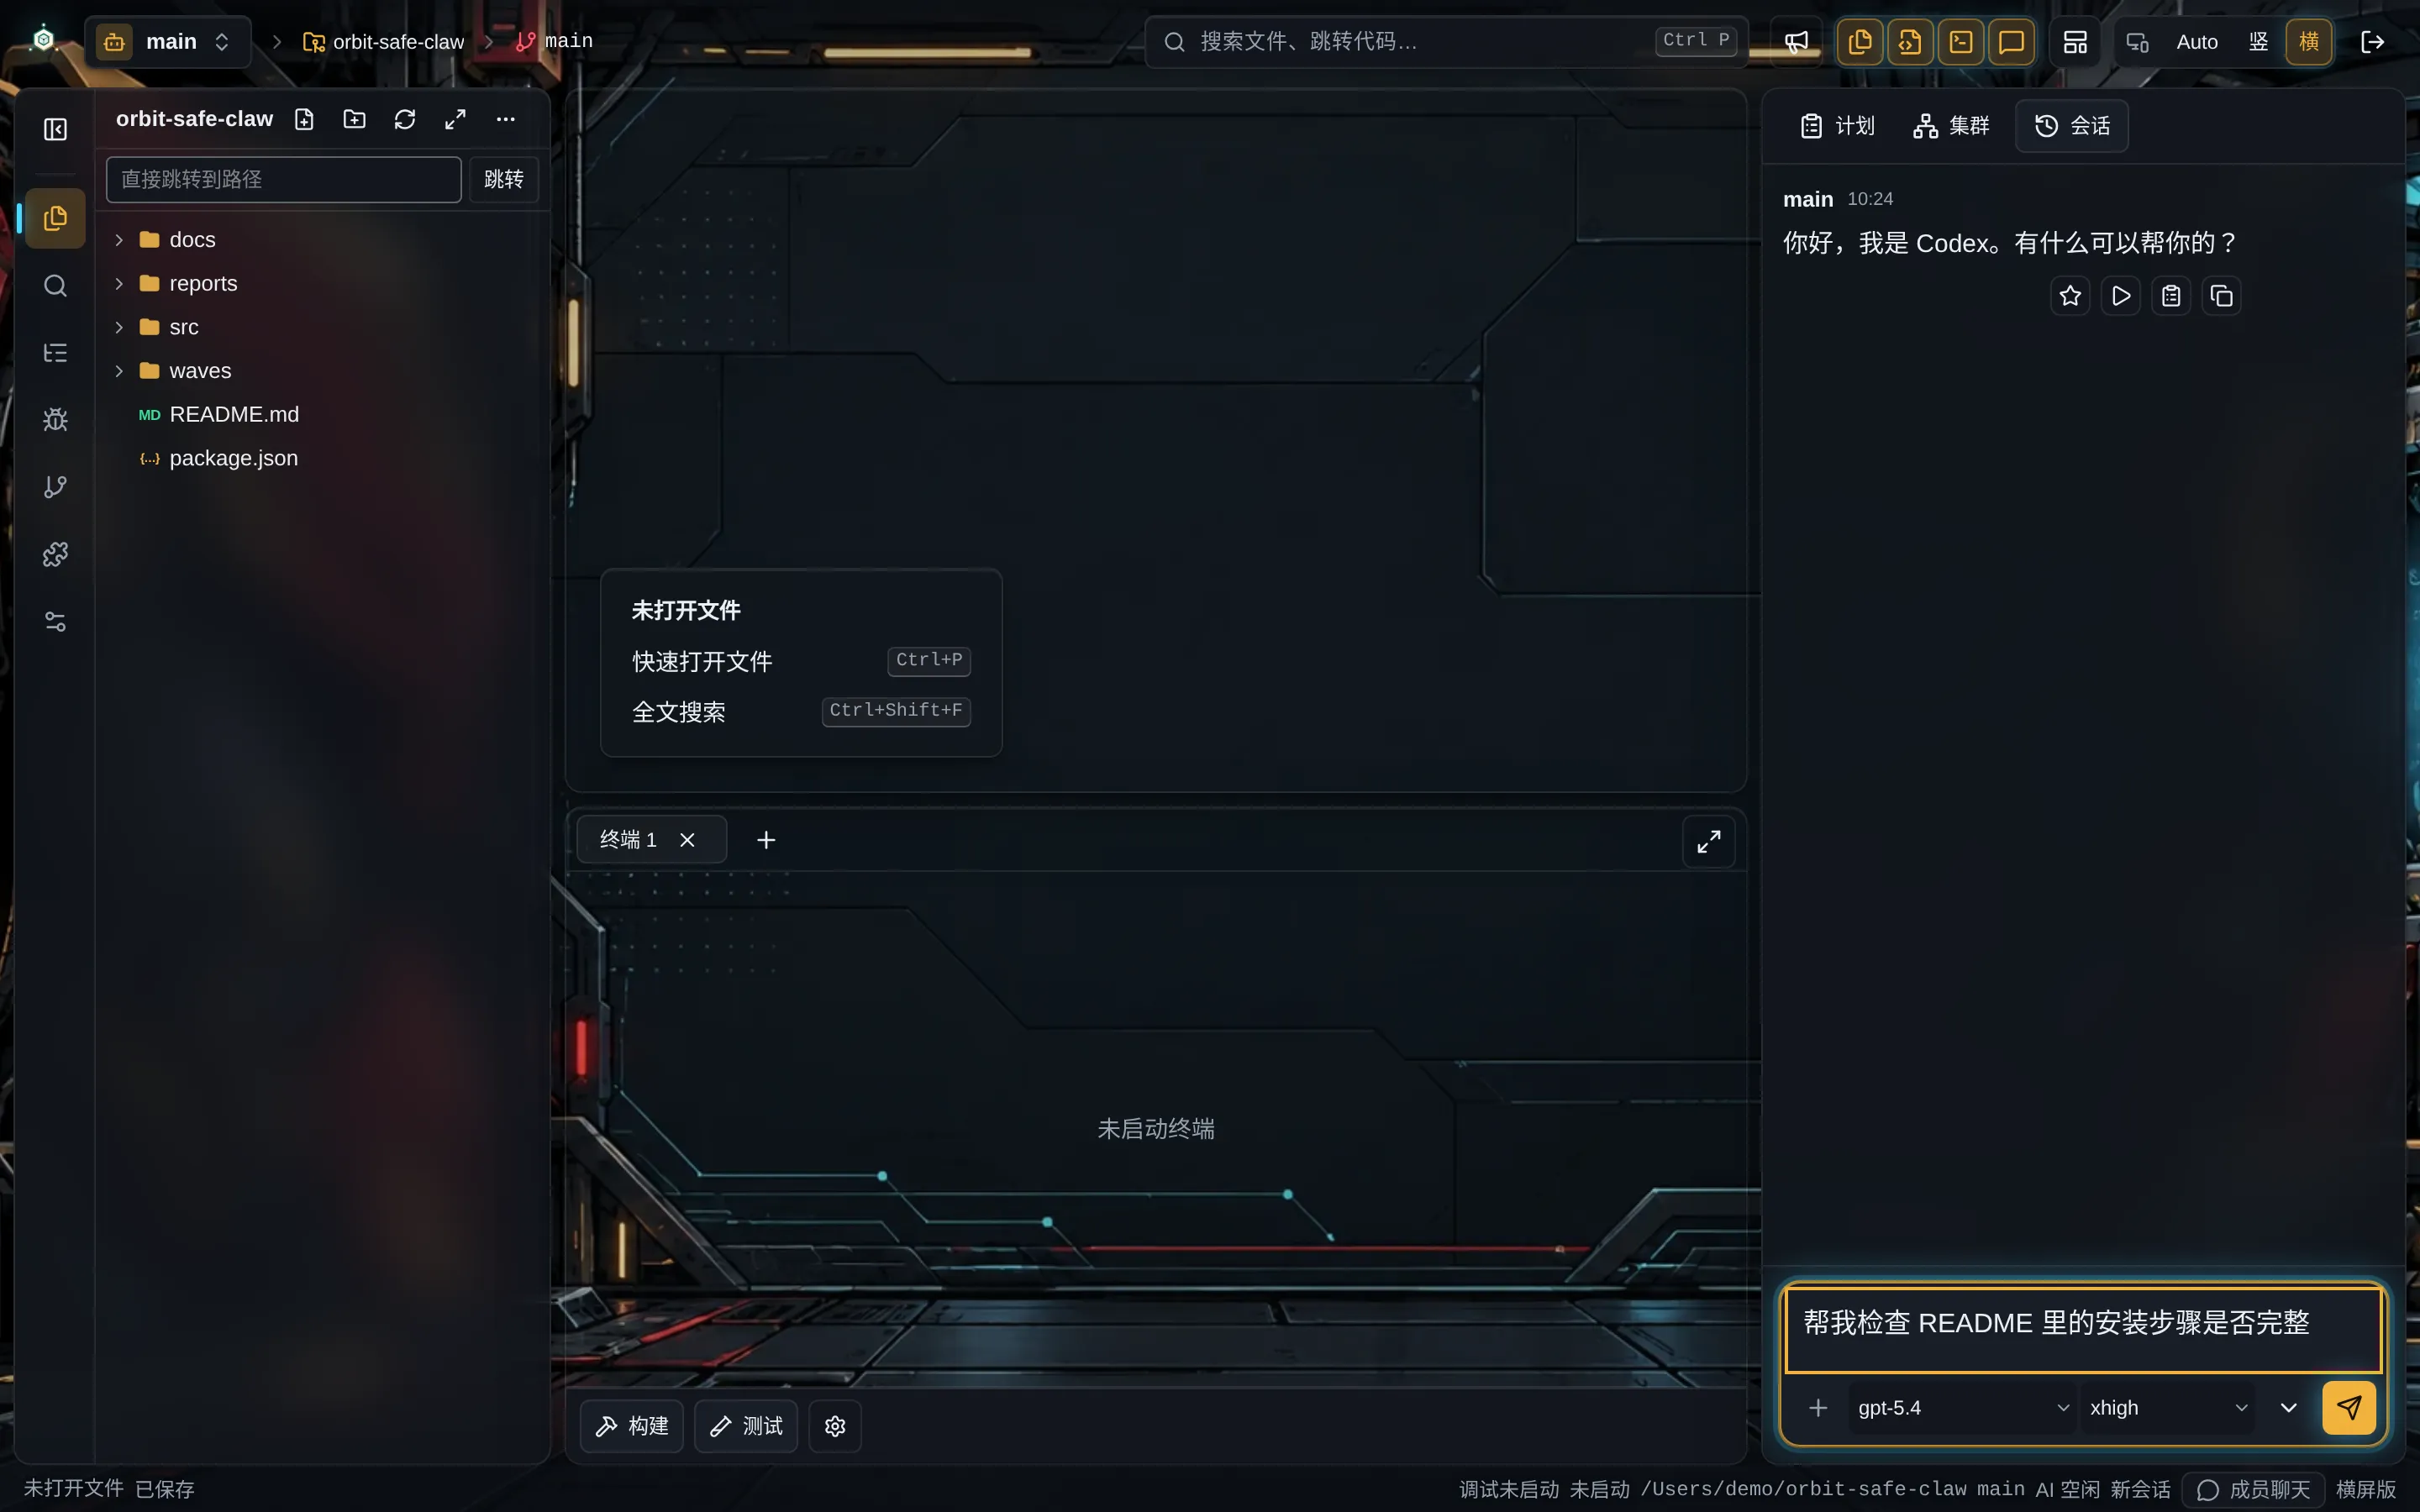 main
orbit-safe-claw
main
搜索文件、跳转代码...
Ctrl P
Auto
竖
横
orbit-safe-claw
直接跳转到路径
跳转
docs
reports
src
waves
MD README.md
{...} package.json
未打开文件
快速打开文件 Ctrl+P
全文搜索 Ctrl+Shift+F
终端 1
未启动终端
构建
测试
计划
集群
会话
main 10:24
你好，我是 Codex。有什么可以帮你的？
帮我检查 README 里的安装步骤是否完整
gpt-5.4
xhigh
未打开文件 已保存
调试未启动 未启动 /Users/demo/orbit-safe-claw main AI 空闲 新会话 成员聊天 横屏版